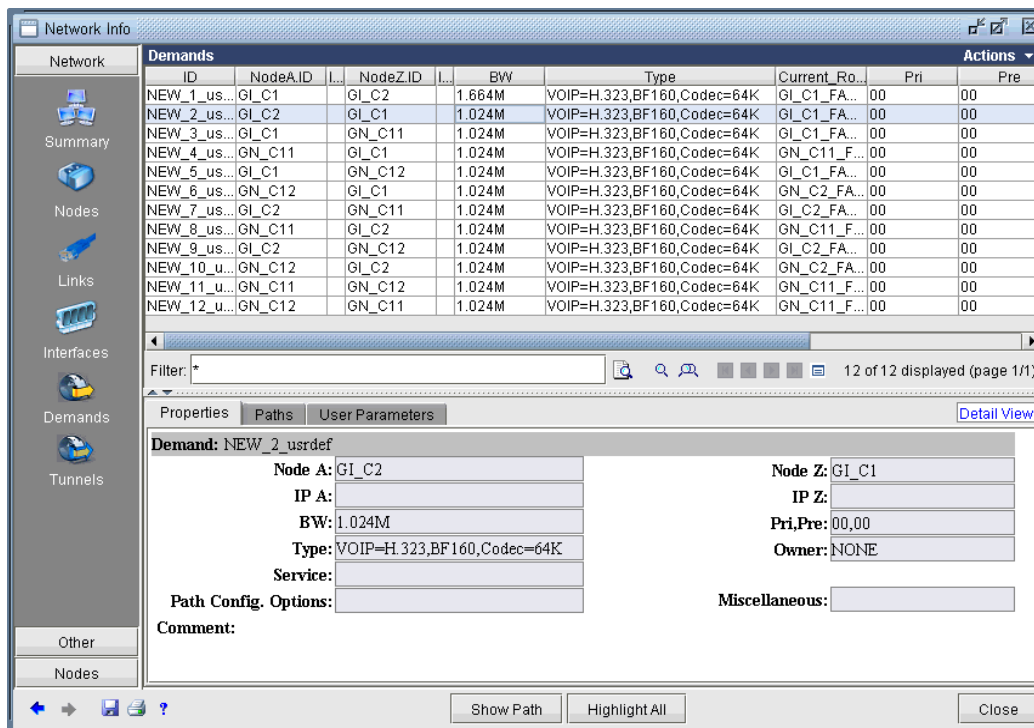 Network Info
Network
Summary
Nodes
Links
Interfaces
Demands
Tunnels
Other
Nodes
Demands Actions
ID NodeA.ID I... NodeZ.ID I... BW Type Current_Ro... Pri Pre
NEW_1_us... GI_C1 GI_C2 1.664M VOIP=H.323,BF160,Codec=64K GI_C1_FA... 00 00
NEW_2_us... GI_C2 GI_C1 1.024M VOIP=H.323,BF160,Codec=64K GI_C1_FA... 00 00
NEW_3_us... GI_C1 GN_C11 1.024M VOIP=H.323,BF160,Codec=64K GI_C1_FA... 00 00
NEW_4_us... GN_C11 GI_C1 1.024M VOIP=H.323,BF160,Codec=64K GN_C11_F... 00 00
NEW_5_us... GI_C1 GN_C12 1.024M VOIP=H.323,BF160,Codec=64K GI_C1_FA... 00 00
NEW_6_us... GN_C12 GI_C1 1.024M VOIP=H.323,BF160,Codec=64K GN_C2_FA... 00 00
NEW_7_us... GI_C2 GN_C11 1.024M VOIP=H.323,BF160,Codec=64K GI_C2_FA... 00 00
NEW_8_us... GN_C11 GI_C2 1.024M VOIP=H.323,BF160,Codec=64K GN_C11_F... 00 00
NEW_9_us... GI_C2 GN_C12 1.024M VOIP=H.323,BF160,Codec=64K GI_C2_FA... 00 00
NEW_10_u... GN_C12 GI_C2 1.024M VOIP=H.323,BF160,Codec=64K GN_C2_FA... 00 00
NEW_11_u... GN_C11 GN_C12 1.024M VOIP=H.323,BF160,Codec=64K GN_C11_F... 00 00
NEW_12_u... GN_C12 GN_C11 1.024M VOIP=H.323,BF160,Codec=64K GN_C11_F... 00 00
Filter: * 12 of 12 displayed (page 1/1)
Properties Paths User Parameters Detail View
Demand: NEW_2_usrdef
Node A: GI_C2 Node Z: GI_C1
IP A: IP Z:
BW: 1.024M Pri,Pre: 00,00
Type: VOIP=H.323,BF160,Codec=64K Owner: NONE
Service:
Path Config. Options: Miscellaneous:
Comment:
? Show Path Highlight All Close